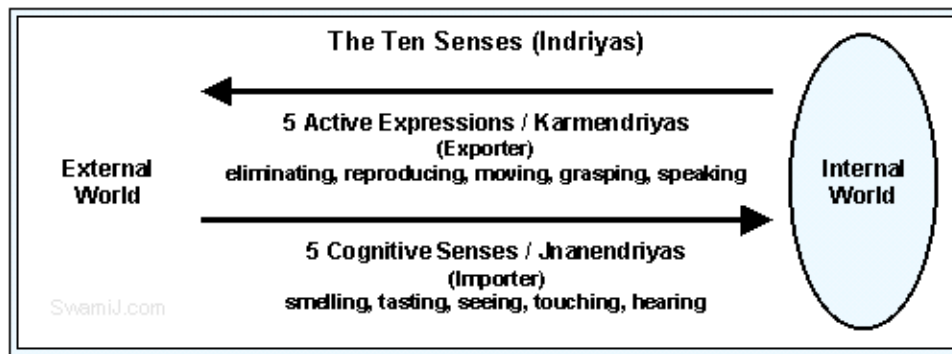 The Ten Senses (Indriyas)
5 Active Expressions / Karmendriyas
(Exporter)
eliminating, reproducing, moving, grasping, speaking
External
World
Internal
World
5 Cognitive Senses / Jnanendriyas
(Importer)
smelling, tasting, seeing, touching, hearing
SwamiJ.com